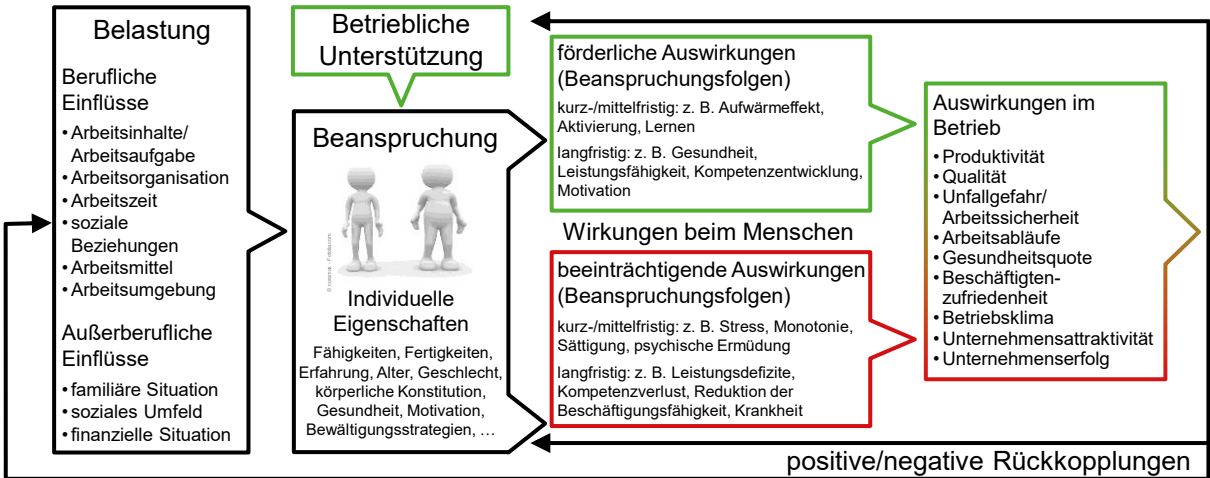 Belastung
Berufliche
Einflüsse
• Arbeitsinhalte/
Arbeitsaufgabe
• Arbeitsorganisation
• Arbeitszeit
• soziale
Beziehungen
• Arbeitsmittel
• Arbeitsumgebung
Außerberufliche
Einflüsse
• familiäre Situation
• soziales Umfeld
• finanzielle Situation
Betriebliche
Unterstützung
Beanspruchung
Individuelle
Eigenschaften
Fähigkeiten, Fertigkeiten,
Erfahrung, Alter, Geschlecht,
körperliche Konstitution,
Gesundheit, Motivation,
Bewältigungsstrategien, …
förderliche Auswirkungen
(Beanspruchungsfolgen)
kurz-/mittelfristig: z. B. Aufwärmeffekt,
Aktivierung, Lernen
langfristig: z. B. Gesundheit,
Leistungsfähigkeit, Kompetenzentwicklung,
Motivation
Wirkungen beim Menschen
beeinträchtigende Auswirkungen
(Beanspruchungsfolgen)
kurz-/mittelfristig: z. B. Stress, Monotonie,
Sättigung, psychische Ermüdung
langfristig: z. B. Leistungsdefizite,
Kompetenzverlust, Reduktion der
Beschäftigungsfähigkeit, Krankheit
Auswirkungen im
Betrieb
• Produktivität
• Qualität
• Unfallgefahr/
Arbeitssicherheit
• Arbeitsabläufe
• Gesundheitsquote
• Beschäftigten-
zufriedenheit
• Betriebsklima
• Unternehmensattraktivität
• Unternehmenserfolg
positive/negative Rückkopplungen